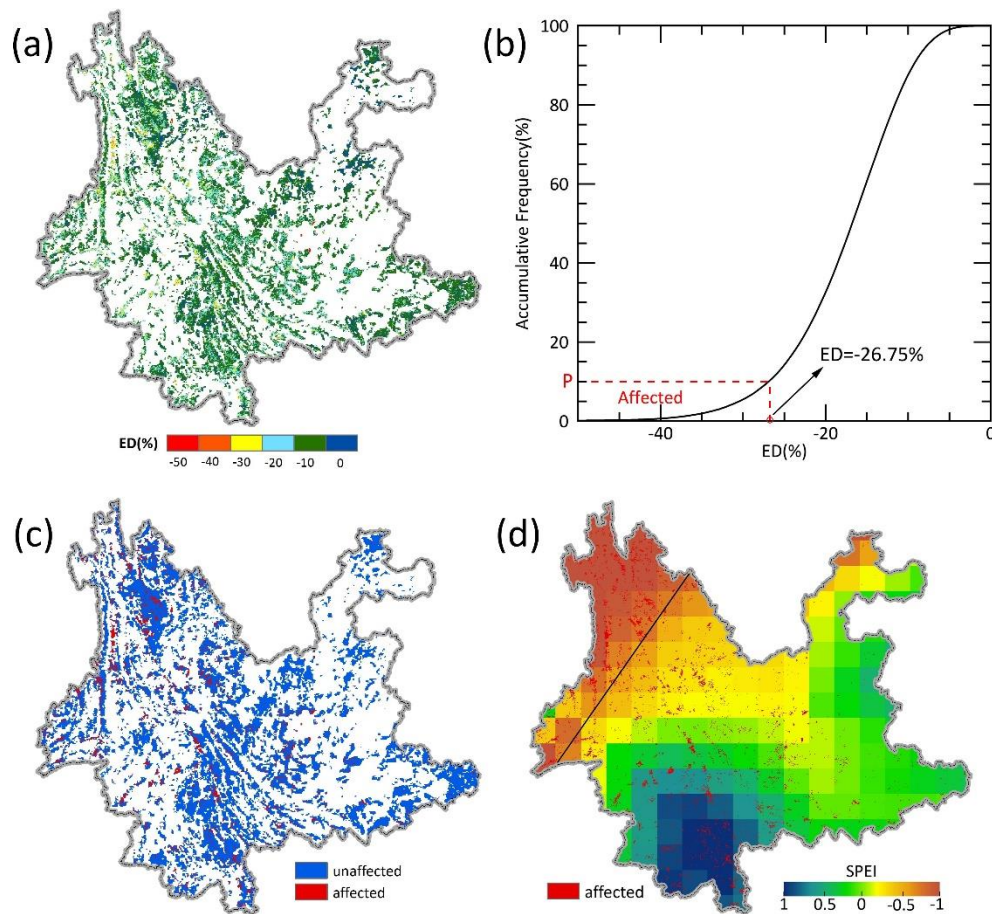 (a)
ED(%)
-50 -40 -30 -20 -10 0
(b)
Accumulative Frequency(%)
100
80
60
40
20
0
P
Affected
ED=-26.75%
-40 -20 0
ED(%)
(c)
unaffected
affected
(d)
affected
SPEI
1 0.5 0 -0.5 -1